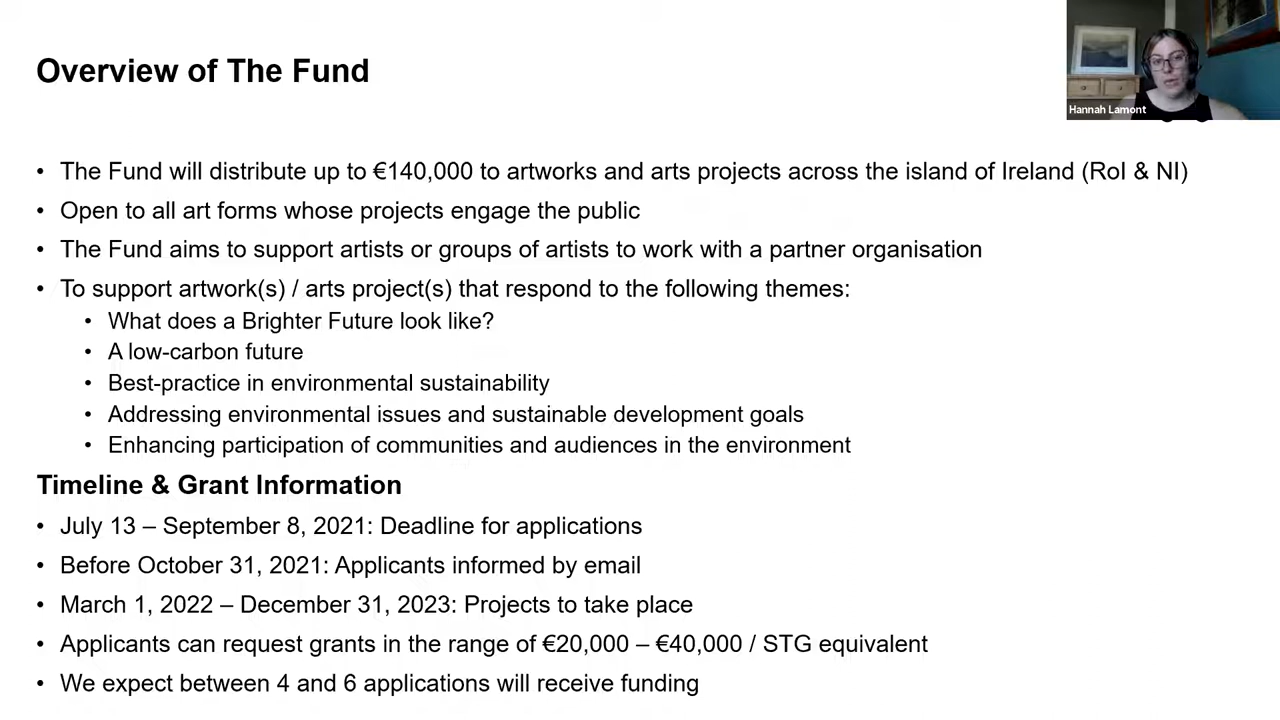 Overview of The Fund
Hannah Lamont
• The Fund will distribute up to €140,000 to artworks and arts projects across the island of Ireland (RoI & NI)
• Open to all art forms whose projects engage the public
• The Fund aims to support artists or groups of artists to work with a partner organisation
• To support artwork(s) / arts project(s) that respond to the following themes:
• What does a Brighter Future look like?
• A low-carbon future
• Best-practice in environmental sustainability
• Addressing environmental issues and sustainable development goals
• Enhancing participation of communities and audiences in the environment
Timeline & Grant Information
• July 13 – September 8, 2021: Deadline for applications
• Before October 31, 2021: Applicants informed by email
• March 1, 2022 – December 31, 2023: Projects to take place
• Applicants can request grants in the range of €20,000 – €40,000 / STG equivalent
• We expect between 4 and 6 applications will receive funding